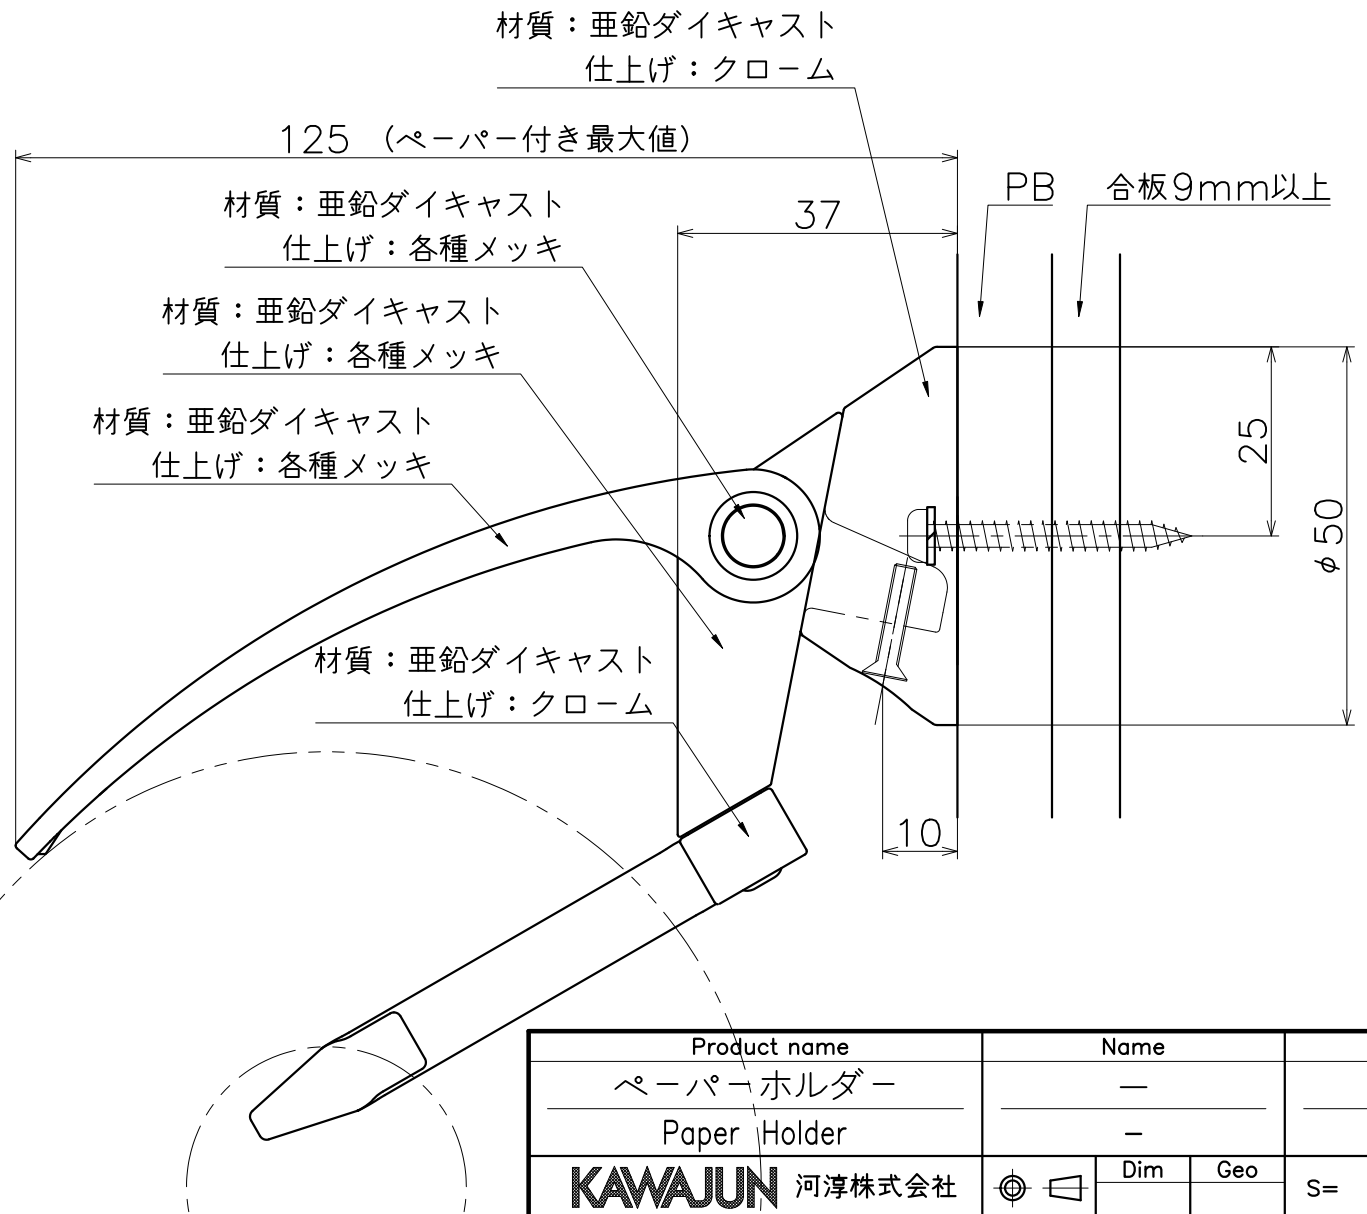 材質：亜鉛ダイキャスト
仕上げ：クローム
125 (ペーパー付き最大値)
PB
合板9mm以上
37
材質：亜鉛ダイキャスト
仕上げ：各種メッキ
材質：亜鉛ダイキャスト
仕上げ：各種メッキ
材質：亜鉛ダイキャスト
仕上げ：各種メッキ
25
φ50
材質：亜鉛ダイキャスト
仕上げ：クローム
10
Product name
Name
ペーパーホルダー
—
Paper Holder
-
KAWAJUN 河淳株式会社
Dim
Geo
S=